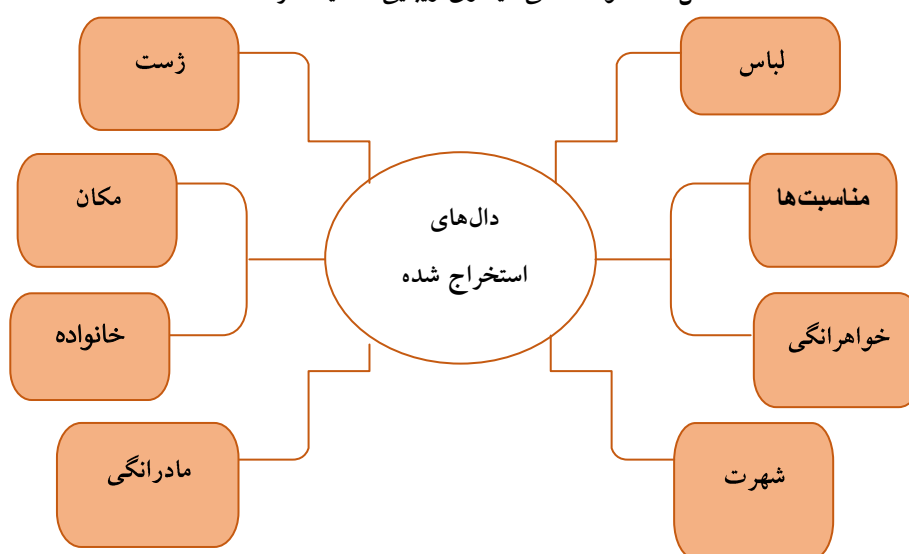 لباس
ژست
مناسبت‌ها
مکان
دال‌های
استخراج شده
خواهرانگی
خانواده
شهرت
مادرانگی